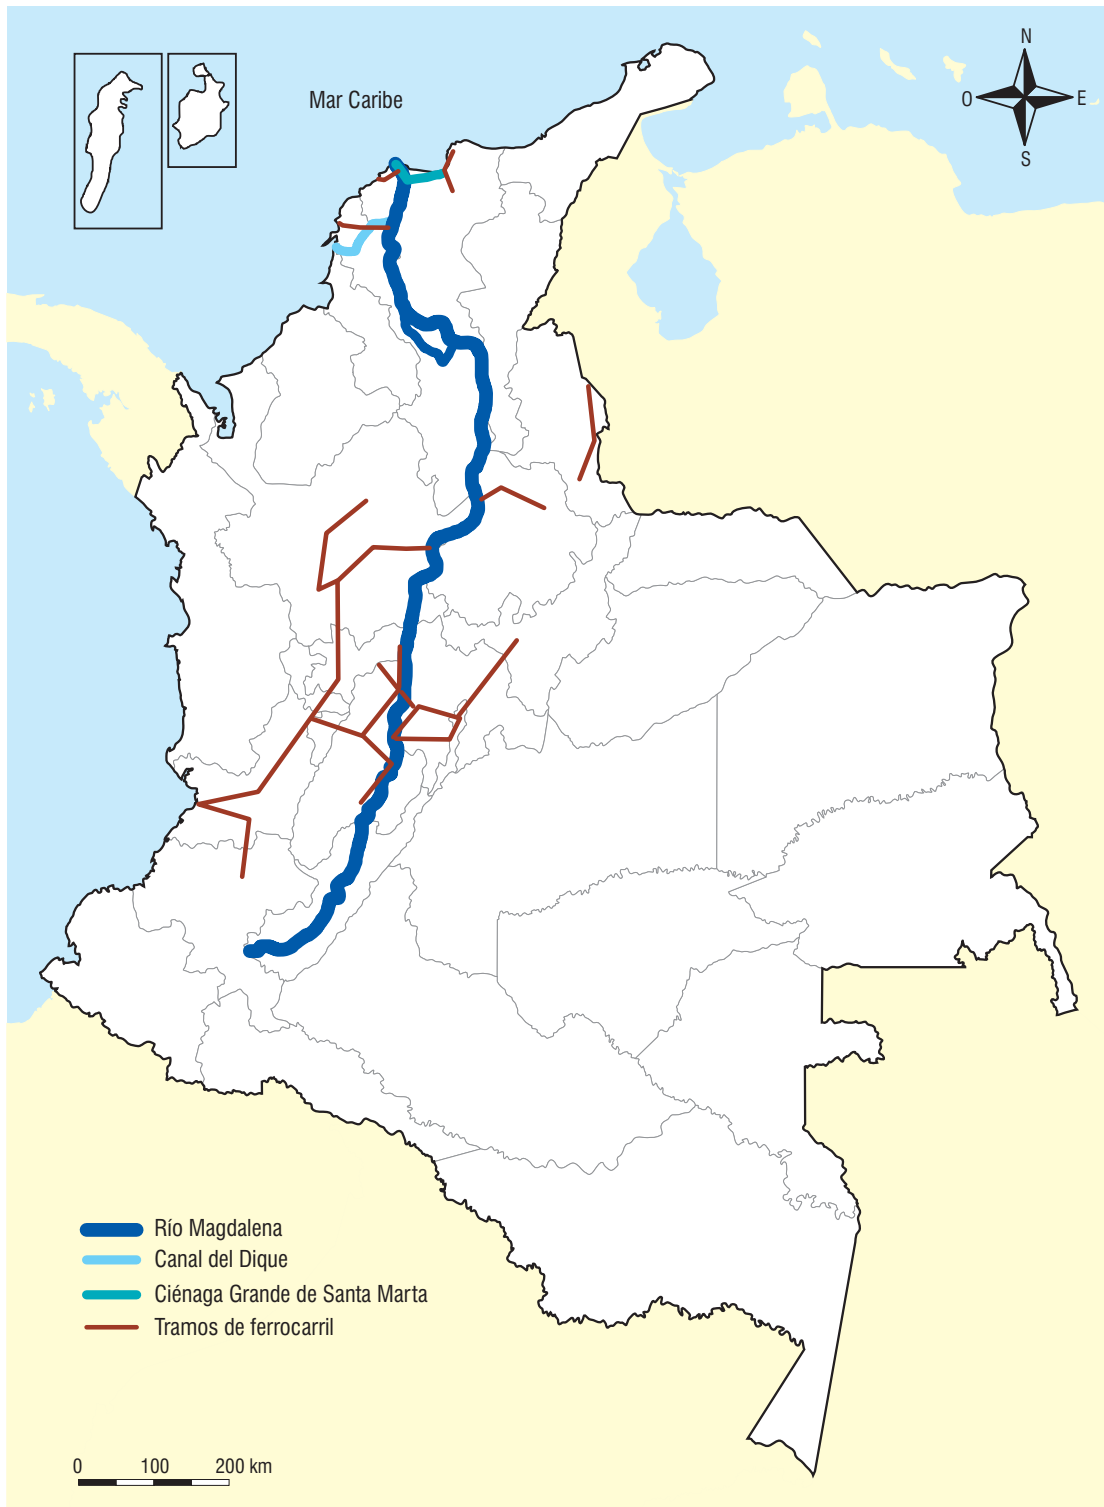 Mar Caribe
N
O
E
S
Río Magdalena
Canal del Dique
Ciénaga Grande de Santa Marta
Tramos de ferrocarril
0 100 200 km